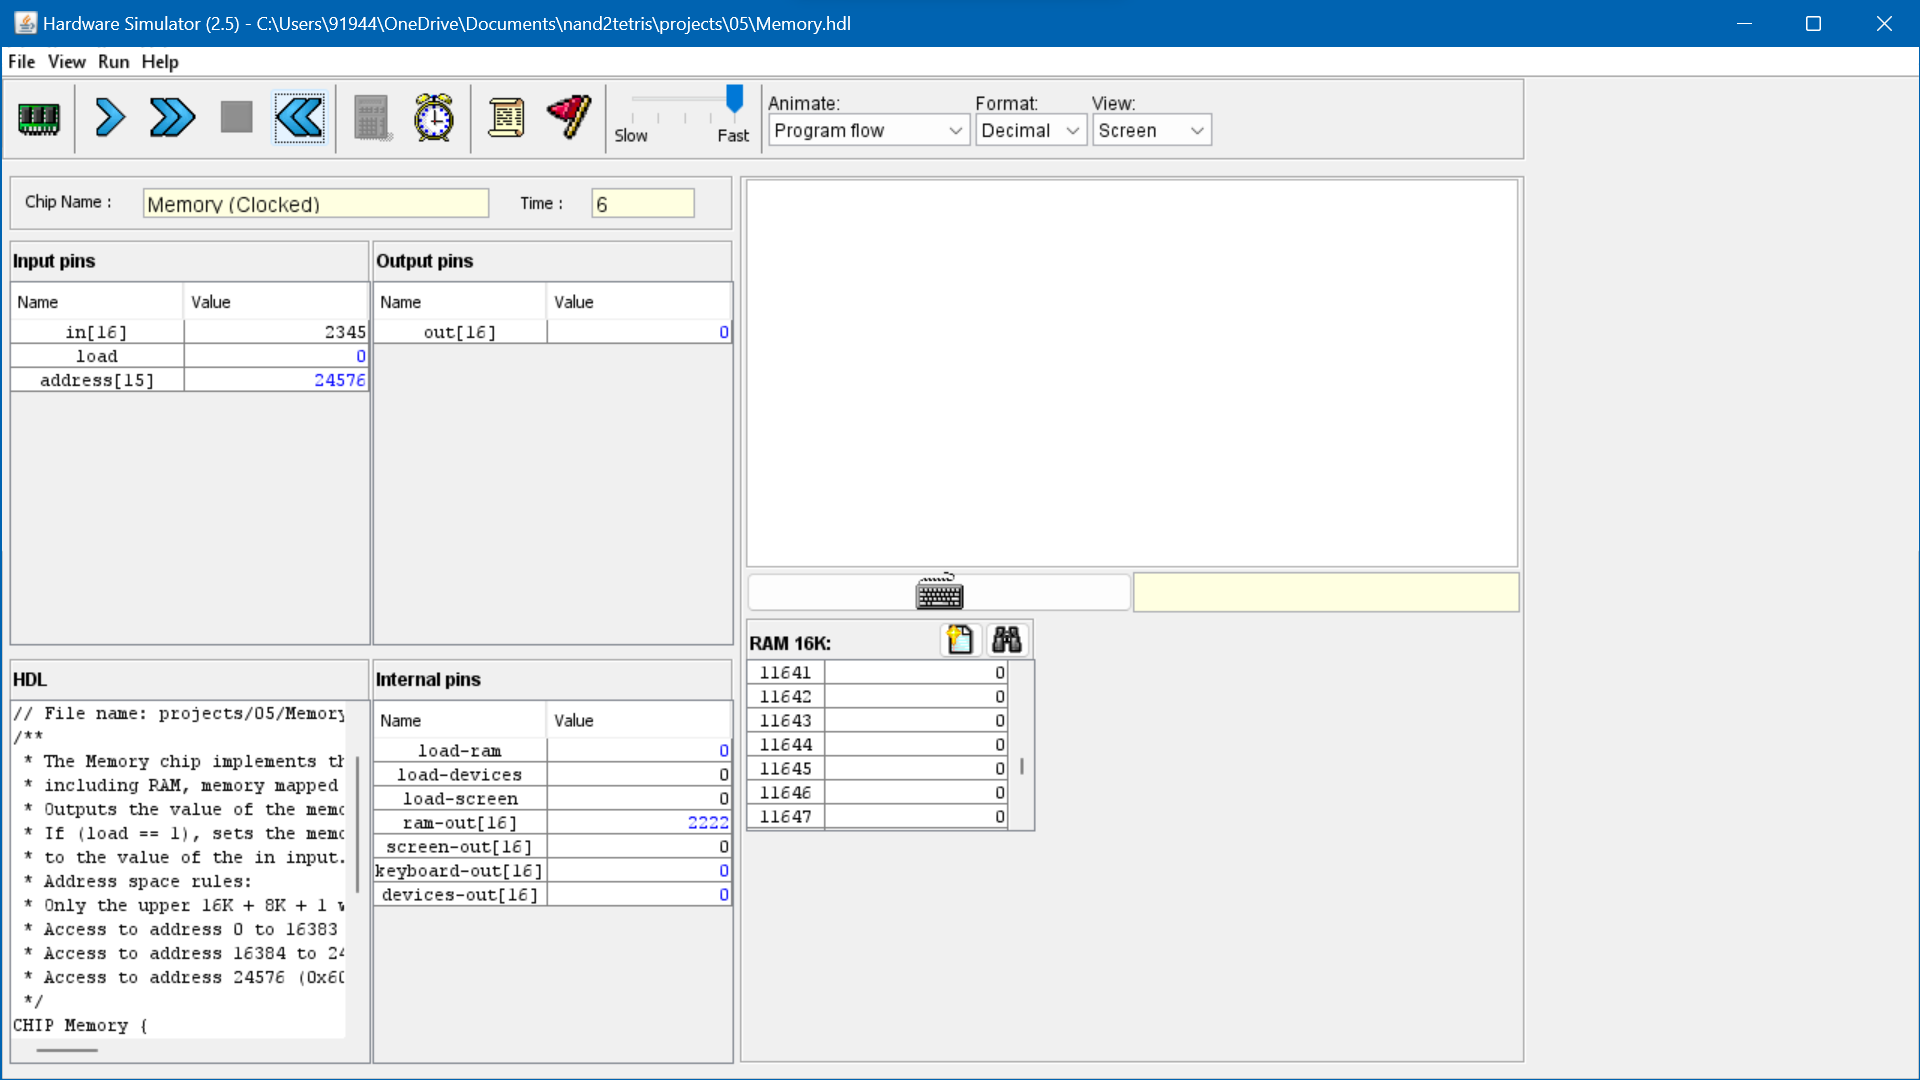 Hardware Simulator (2.5) - C:\Users\91944\OneDrive\Documents\nand2tetris\projects\05\Memory.hdl
File View Run Help
Slow Fast
Animate: Format: View:
Program flow Decimal Screen
Chip Name : Memory (Clocked) Time : 6
Input pins
Name Value
in[16] 2345
load 0
address[15] 24576
Output pins
Name Value
out[16] 0
HDL
// File name: projects/05/Memory
/**
* The Memory chip implements th
* including RAM, memory mapped
* Outputs the value of the memo
* If (load == 1), sets the memo
* to the value of the in input.
* Address space rules:
* Only the upper 16K + 8K + 1 w
* Access to address 0 to 16383
* Access to address 16384 to 24
* Access to address 24576 (0x60
*/
CHIP Memory {
Internal pins
Name Value
load-ram 0
load-devices 0
load-screen 0
ram-out[16] 2222
screen-out[16] 0
keyboard-out[16] 0
devices-out[16] 0
RAM 16K:
11641 0
11642 0
11643 0
11644 0
11645 0
11646 0
11647 0